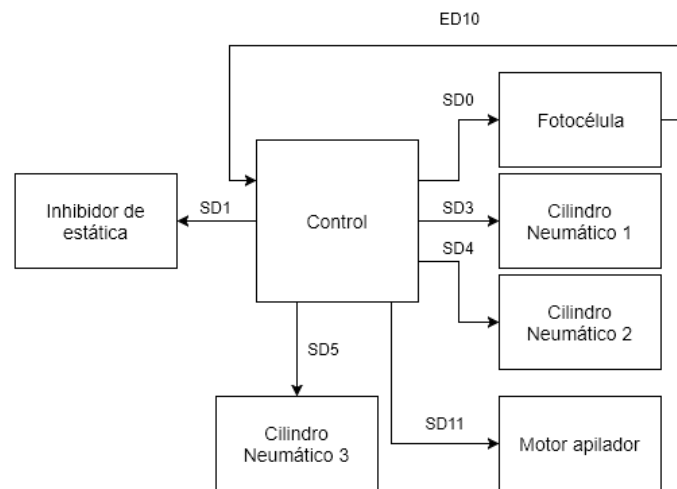 ED10
SD0
Fotocélula
Inhibidor de
estática
SD1
Control
SD3
Cilindro
Neumático 1
SD4
Cilindro
Neumático 2
SD5
Cilindro
Neumático 3
SD11
Motor apilador